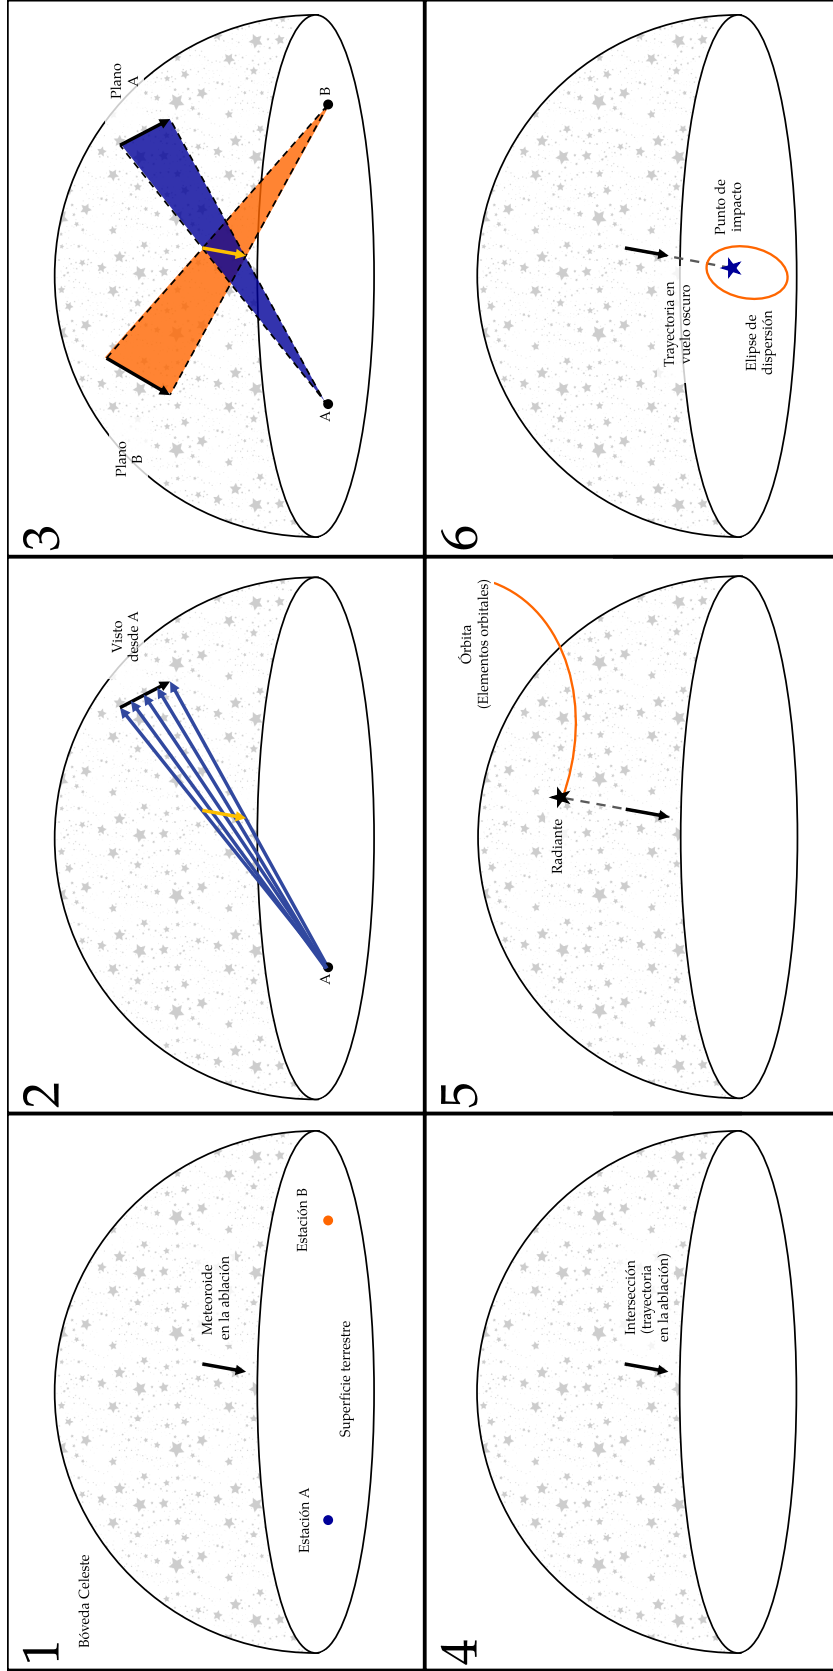 1
Bóveda Celeste
Meteoroide
en la ablación
Estación A
Estación B
Superficie terrestre
2
Visto
desde A
A
3
Plano
B
Plano
A
A
B
4
Intersección
(trayectoria
en la ablación)
5
Órbita
(Elementos orbitales)
Radiante
6
Trayectoria en
vuelo oscuro
Punto de
impacto
Elipse de
dispersión